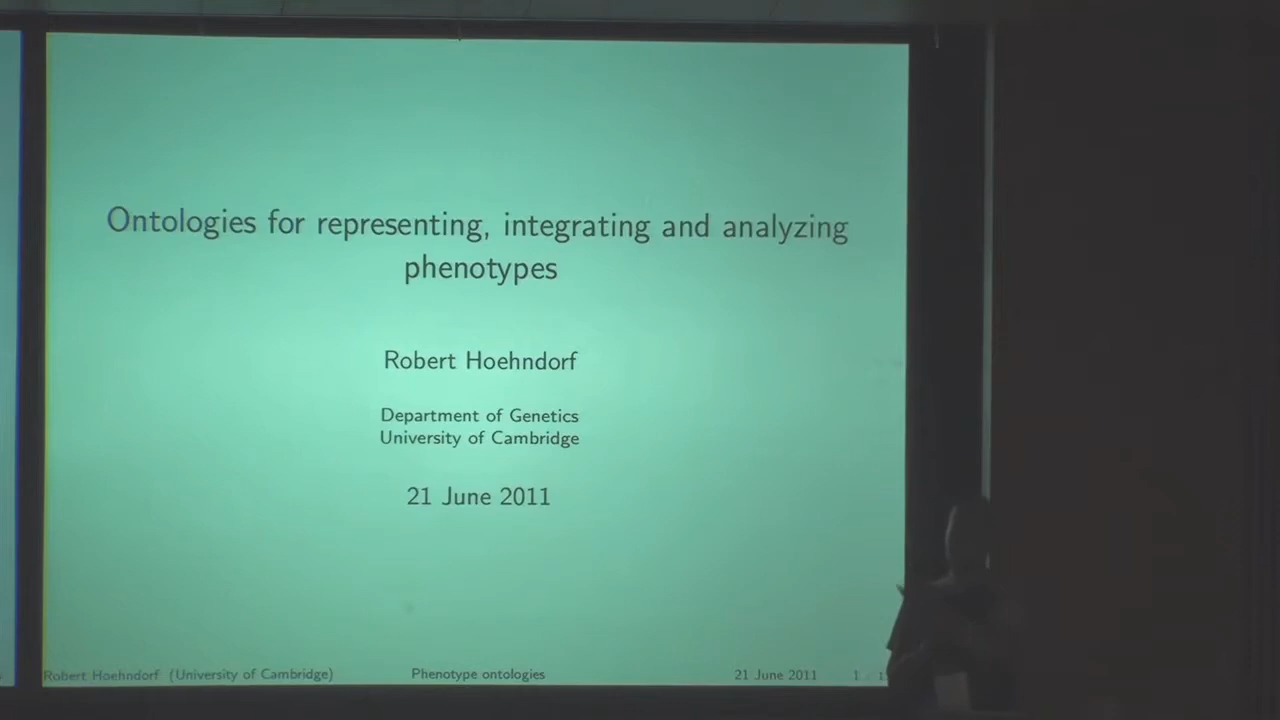 Ontologies for representing, integrating and analyzing
phenotypes
Robert Hoehndorf
Department of Genetics
University of Cambridge
21 June 2011
Robert Hoehndorf (University of Cambridge) Phenotype ontologies 21 June 2011 1